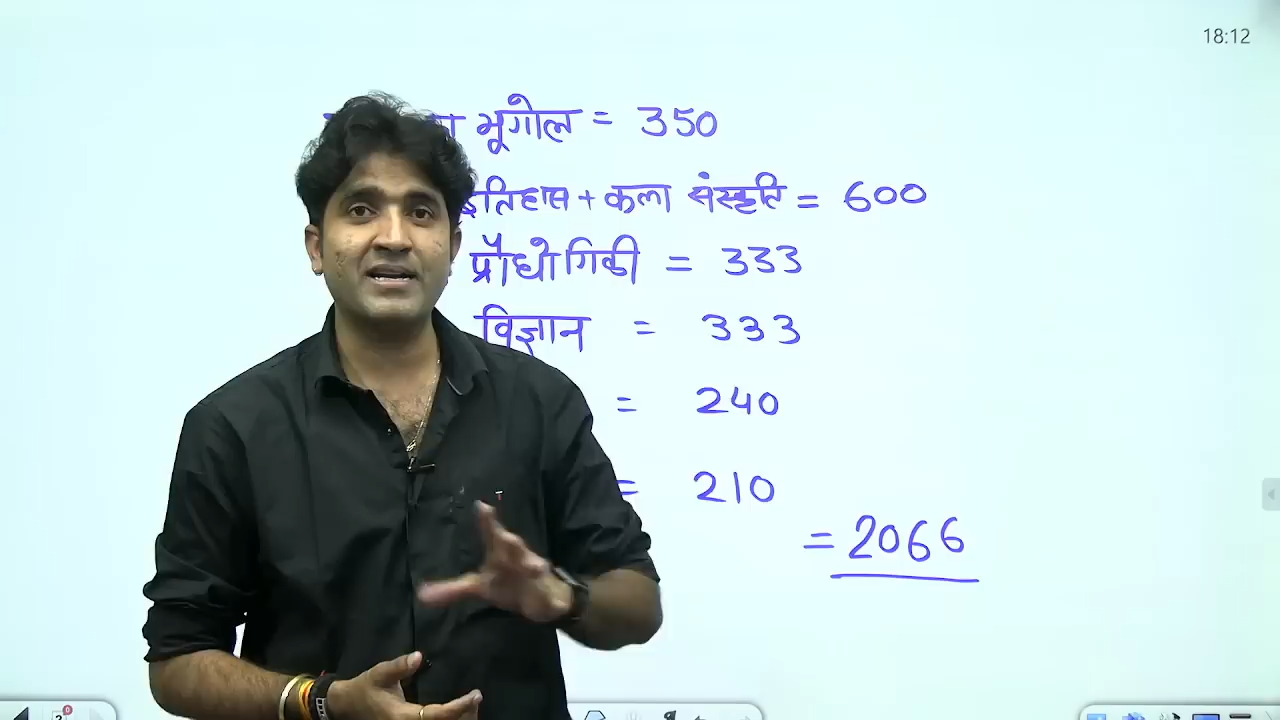 18:12
भूगोल = 350
इतिहास + कला संस्कृति = 600
प्रौधोगिकी = 333
विज्ञान = 333
= 240
= 210
= 2066